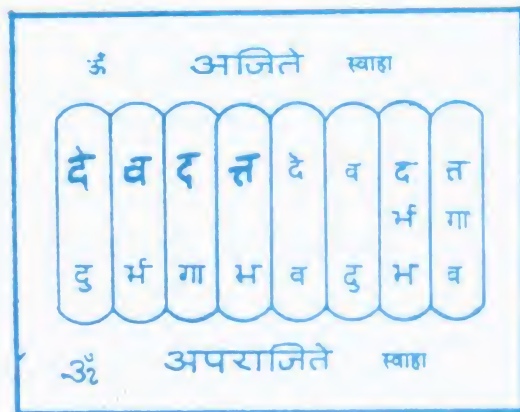 ॐ अजिते स्वाहा
दे व द त्त दे व द त्त
र्भ गा
दु र्भ गा भ व दु भ व
ॐ अपराजिते स्वाहा